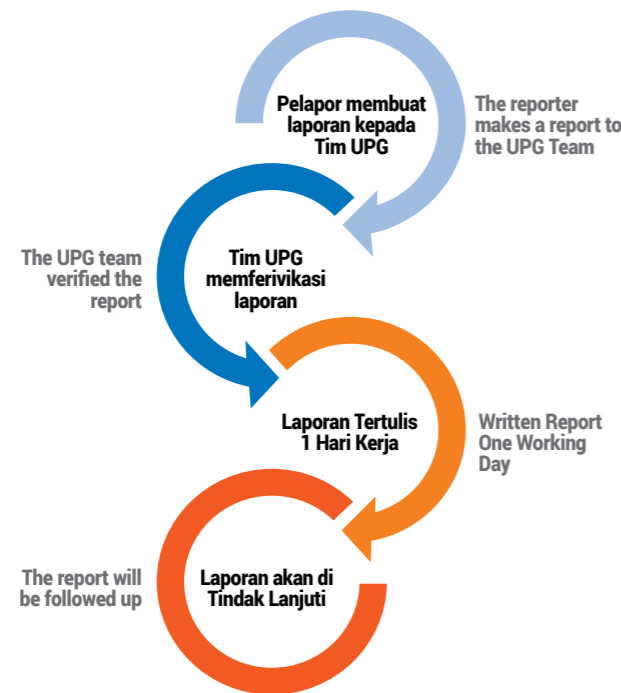 Pelapor membuat
laporan kepada
Tim UPG
The reporter
makes a report to
the UPG Team
The UPG team
verified the
report
Tim UPG
memferivikasi
laporan
Laporan Tertulis
1 Hari Kerja
Written Report
One Working
Day
The report will
be followed up
Laporan akan di
Tindak Lanjuti